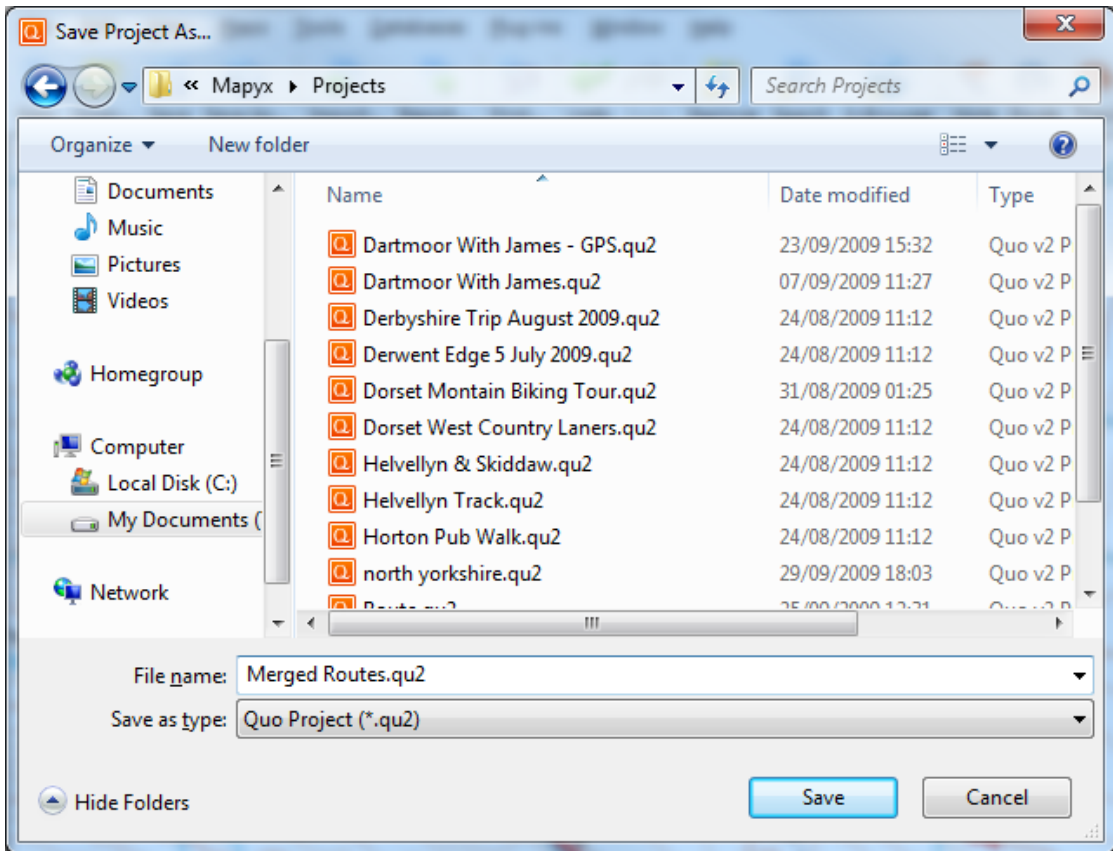 Save Project As...
« Mapyx ▸ Projects
Search Projects
Organize
New folder
Documents
Music
Pictures
Videos
Homegroup
Computer
Local Disk (C:)
My Documents (
Network
Name Date modified Type
Dartmoor With James - GPS.qu2 23/09/2009 15:32 Quo v2 P
Dartmoor With James.qu2 07/09/2009 11:27 Quo v2 P
Derbyshire Trip August 2009.qu2 24/08/2009 11:12 Quo v2 P
Derwent Edge 5 July 2009.qu2 24/08/2009 11:12 Quo v2 P
Dorset Montain Biking Tour.qu2 31/08/2009 01:25 Quo v2 P
Dorset West Country Laners.qu2 24/08/2009 11:12 Quo v2 P
Helvellyn & Skiddaw.qu2 24/08/2009 11:12 Quo v2 P
Helvellyn Track.qu2 24/08/2009 11:12 Quo v2 P
Horton Pub Walk.qu2 24/08/2009 11:12 Quo v2 P
north yorkshire.qu2 29/09/2009 18:03 Quo v2 P
File name: Merged Routes.qu2
Save as type: Quo Project (*.qu2)
Hide Folders
Save
Cancel